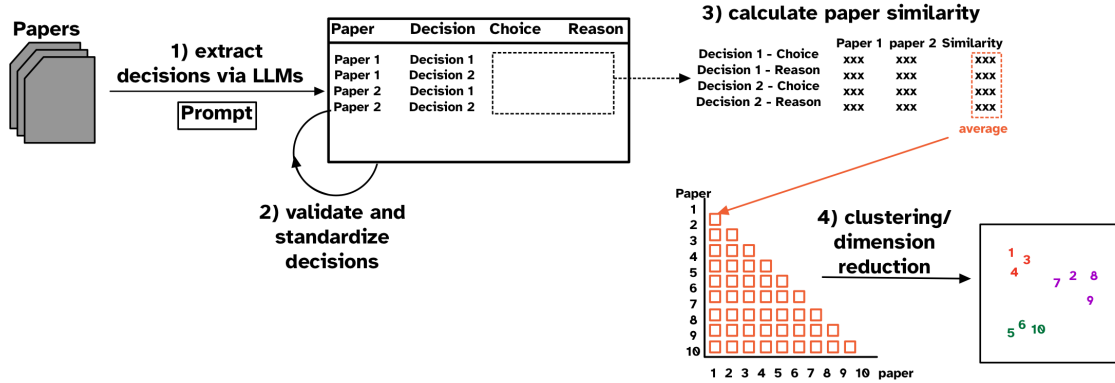 Papers
1) extract
decisions via LLMs
Prompt
Paper Decision Choice Reason
Paper 1 Decision 1
Paper 1 Decision 2
Paper 2 Decision 1
Paper 2 Decision 2
2) validate and
standardize
decisions
3) calculate paper similarity
Paper 1 paper 2 Similarity
Decision 1 - Choice xxx xxx xxx
Decision 1 - Reason xxx xxx xxx
Decision 2 - Choice xxx xxx xxx
Decision 2 - Reason xxx xxx xxx
average
Paper
1
2
3
4
5
6
7
8
9
10
1 2 3 4 5 6 7 8 9 10 paper
4) clustering/
dimension
reduction
1 3
4
7 2 8
9
5 6 10